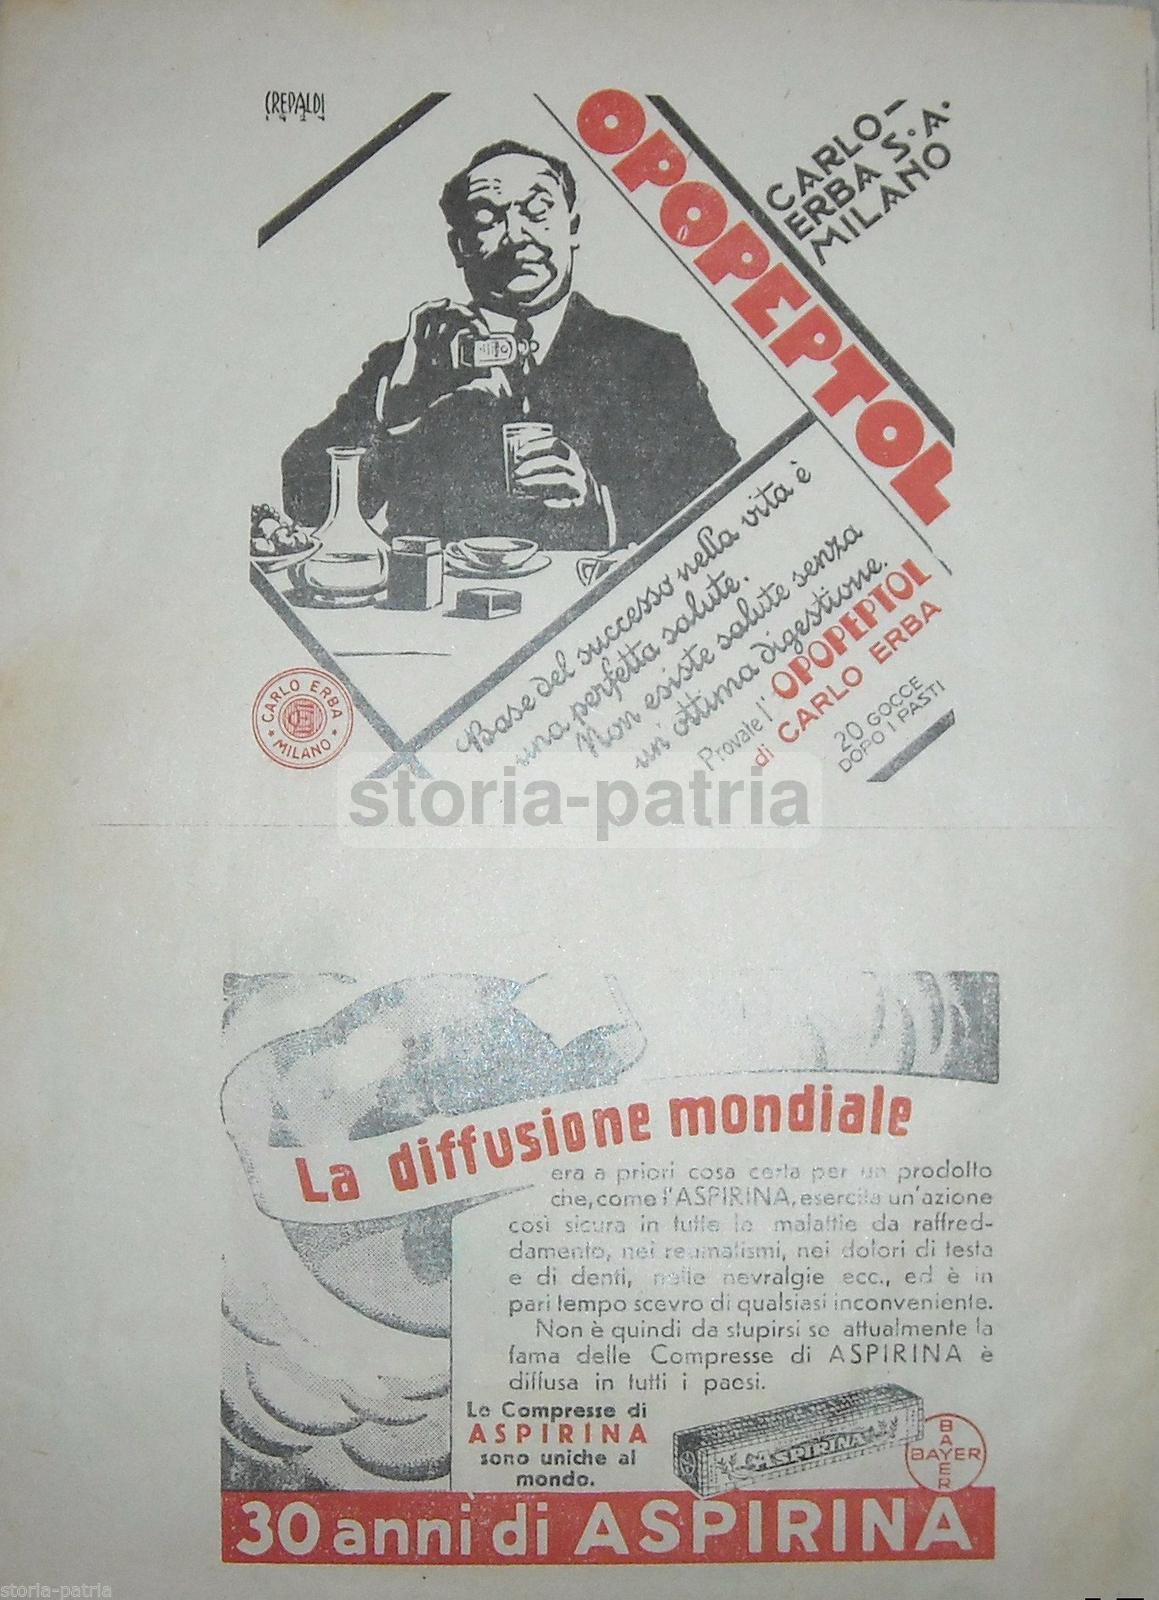 CREPALDI
OPOPEPTOL
CARLO
ERBA S.A.
MILANO
Base del successo nella vita è
una perfetta salute.
Non esiste salute senza
un'ottima digestione.
Provate l'OPOPEPTOL
di CARLO ERBA
20 GOCCE
DOPO I PASTI
CARLO ERBA
MILANO
storia-patria
La diffusione mondiale
era a priori cosa certa per un prodotto
che, come l'ASPIRINA, esercita un'azione
così sicura in tutte le malattie da raffred-
damento, nei reumatismi, nei dolori di testa
e di denti, nelle nevralgie ecc., ed è in
pari tempo scevro di qualsiasi inconveniente.
Non è quindi da stupirsi se attualmente la
fama delle Compresse di ASPIRINA è
diffusa in tutti i paesi.
Le Compresse di
ASPIRINA
sono uniche al
mondo.
ASPIRINA
BAYER
BAYER
30 anni di ASPIRINA
storia-patria